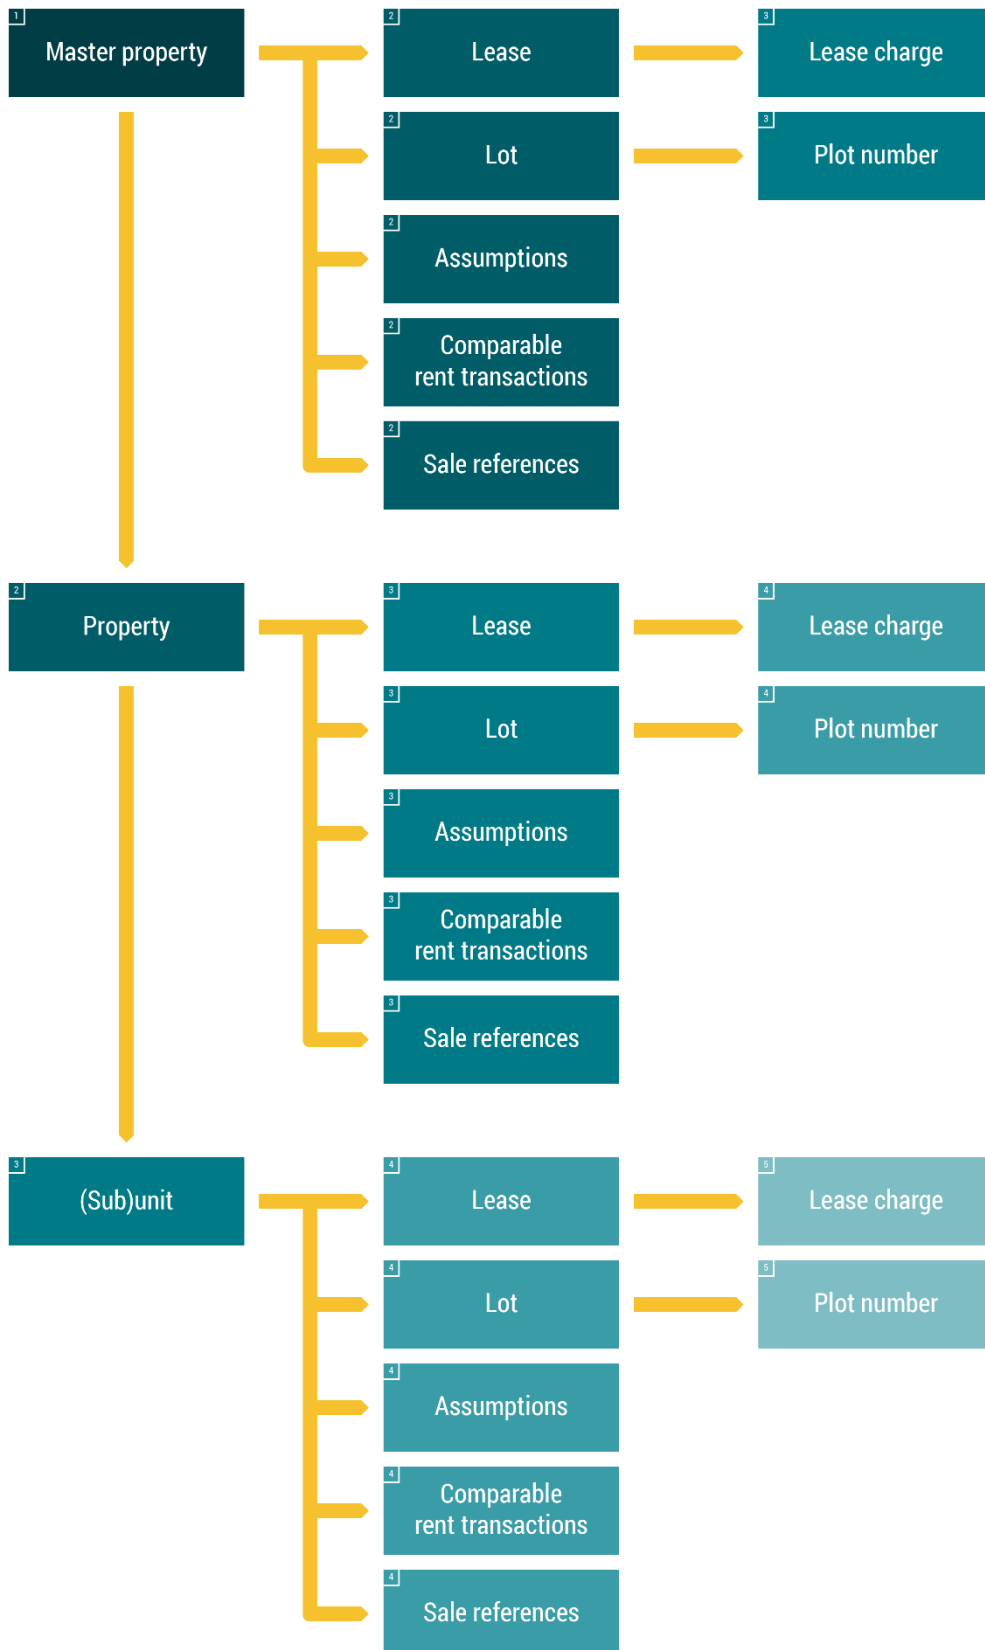 1
Master property
2
Lease
3
Lease charge
2
Lot
3
Plot number
2
Assumptions
2
Comparable
rent transactions
2
Sale references
2
Property
3
Lease
4
Lease charge
3
Lot
4
Plot number
3
Assumptions
3
Comparable
rent transactions
3
Sale references
3
(Sub)unit
4
Lease
5
Lease charge
4
Lot
5
Plot number
4
Assumptions
4
Comparable
rent transactions
4
Sale references